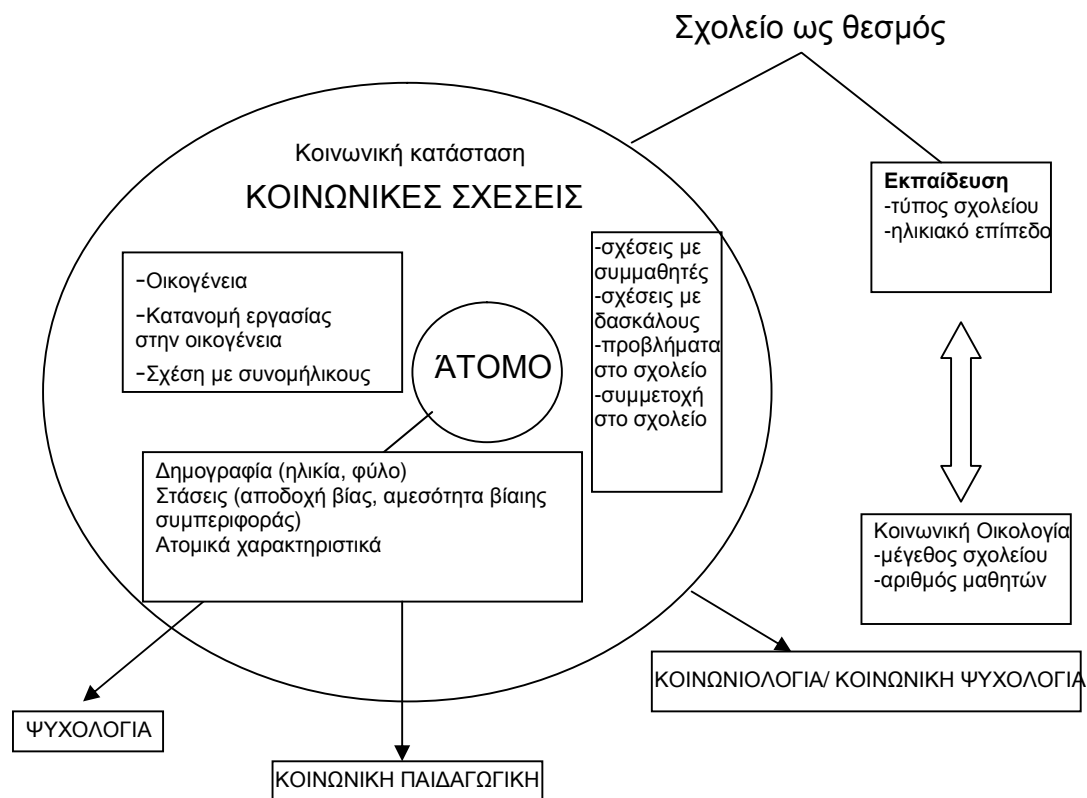 Σχολείο ως θεσμός
Κοινωνική κατάσταση
ΚΟΙΝΩΝΙΚΕΣ ΣΧΕΣΕΙΣ
-Οικογένεια
-Κατανομή εργασίας
στην οικογένεια
-Σχέση με συνομήλικους
ΆΤΟΜΟ
-σχέσεις με
συμμαθητές
-σχέσεις με
δασκάλους
-προβλήματα
στο σχολείο
-συμμετοχή
στο σχολείο
Εκπαίδευση
-τύπος σχολείου
-ηλικιακό επίπεδο
Δημογραφία (ηλικία, φύλο)
Στάσεις (αποδοχή βίας, αμεσότητα βίαιης
συμπεριφοράς)
Ατομικά χαρακτηριστικά
Κοινωνική Οικολογία
-μέγεθος σχολείου
-αριθμός μαθητών
ΚΟΙΝΩΝΙΟΛΟΓΙΑ/ ΚΟΙΝΩΝΙΚΗ ΨΥΧΟΛΟΓΙΑ
ΨΥΧΟΛΟΓΙΑ
ΚΟΙΝΩΝΙΚΗ ΠΑΙΔΑΓΩΓΙΚΗ